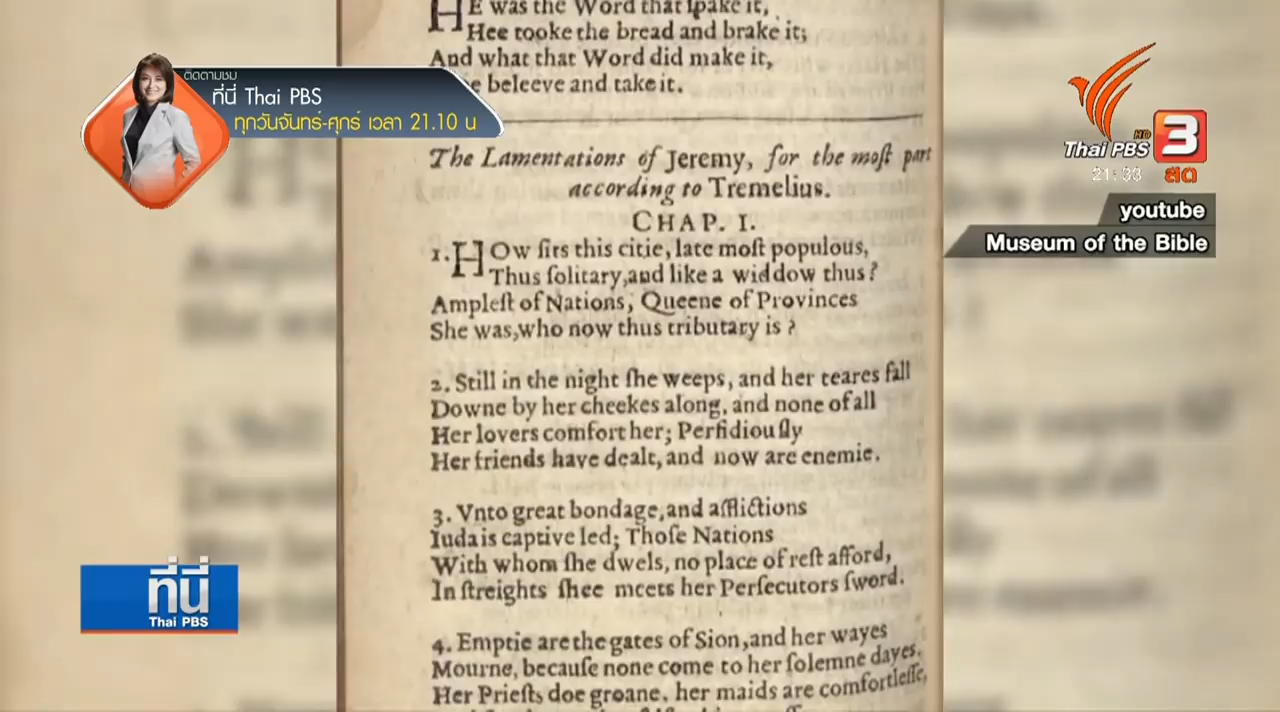 HE was the Word that ſpake it,
Hee tooke the bread and brake it;
And what that Word did make it,
beleeve and take it.
ติดตามชม
ที่นี่ Thai PBS
ทุกวันจันทร์-ศุกร์ เวลา 21.10 น
Thai PBS HD 3
21:33 สด
youtube
Museum of the Bible
The Lamentations of Jeremy, for the moſt part
according to Tremelius.
CHAP. I.
1. HOw ſits this citie, late moſt populous,
Thus ſolitary, and like a widdow thus?
Ampleſt of Nations, Queene of Provinces
She was, who now thus tributary is?
2. Still in the night ſhe weeps, and her teares fall
Downe by her cheekes along, and none of all
Her lovers comfort her; Perfidiouſly
Her friends have dealt, and now are enemie.
3. Vnto great bondage, and afflictions
Iuda is captive led; Thoſe Nations
With whom ſhe dwels, no place of reſt afford,
In ſtreights ſhee meets her Perſecutors ſword.
4. Emptie are the gates of Sion, and her wayes
Mourne, becauſe none come to her ſolemne dayes.
Her Prieſts doe groane, her maids are comfortleſſe,
ที่นี่
Thai PBS